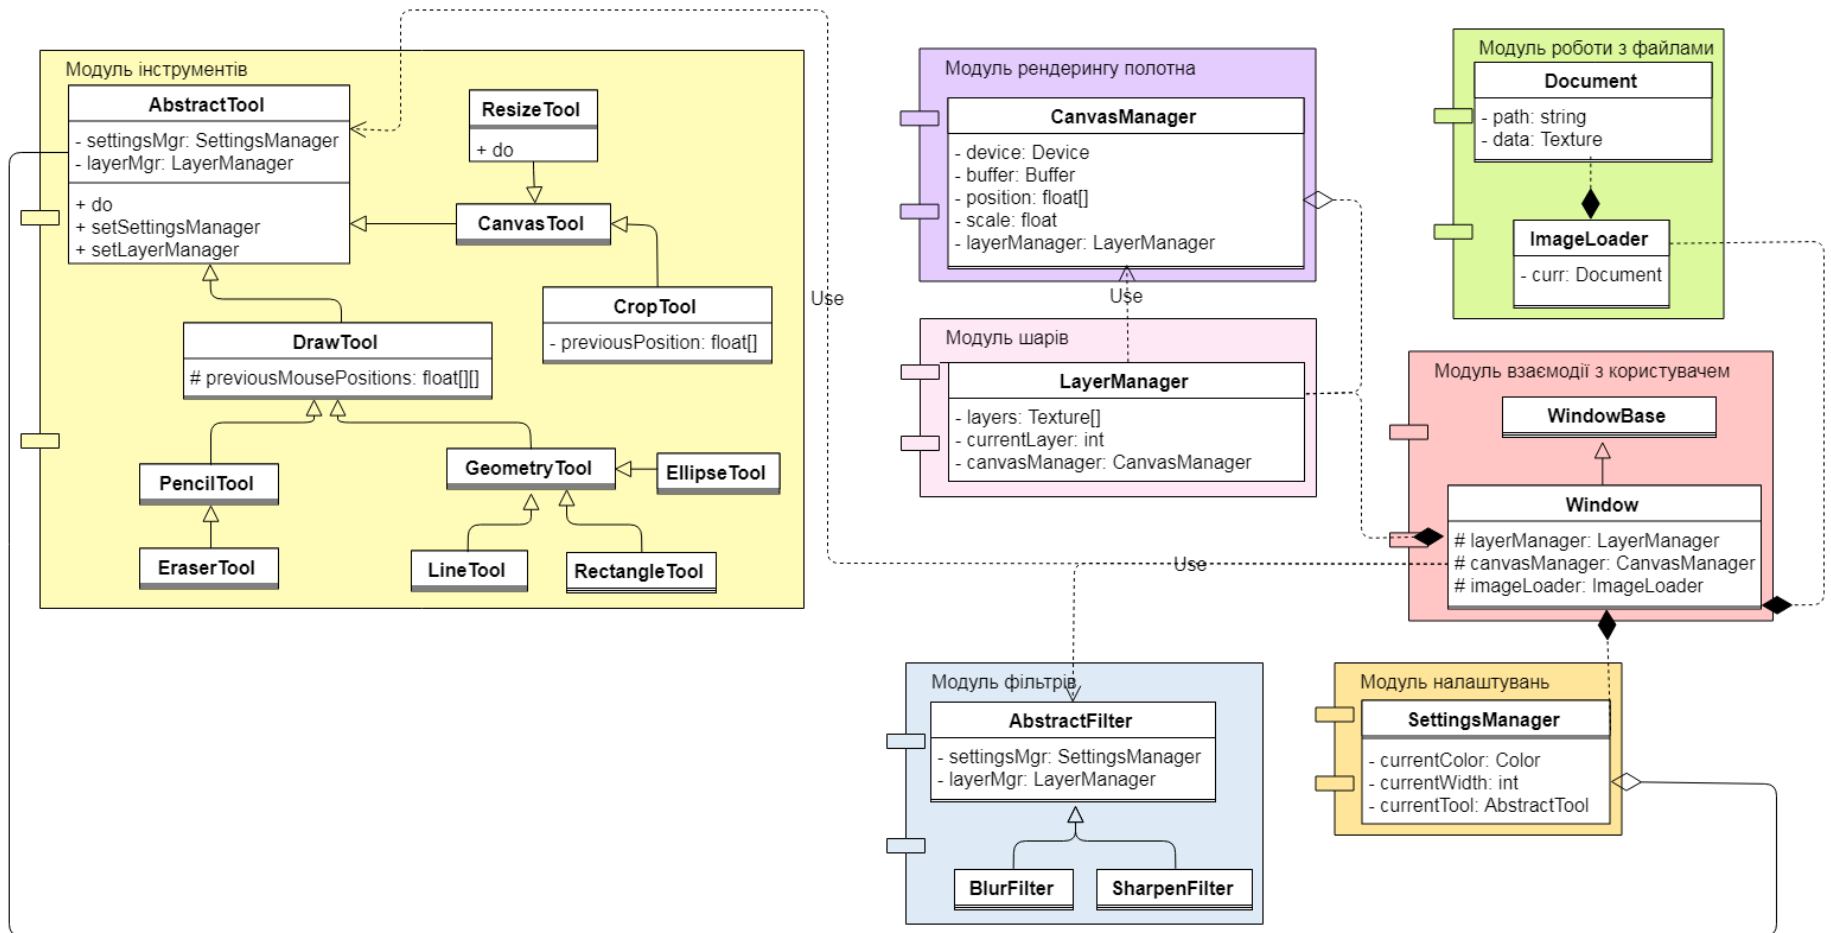 Модуль інструментів
AbstractTool
- settingsMgr: SettingsManager
- layerMgr: LayerManager
+ do
+ setSettingsManager
+ setLayerManager
ResizeTool
+ do
CanvasTool
CropTool
- previousPosition: float[]
DrawTool
# previousMousePositions: float[][]
PencilTool
EraserTool
GeometryTool
EllipseTool
LineTool
RectangleTool
Use
Модуль рендерингу полотна
CanvasManager
- device: Device
- buffer: Buffer
- position: float[]
- scale: float
- layerManager: LayerManager
Use
Модуль шарів
LayerManager
- layers: Texture[]
- currentLayer: int
- canvasManager: CanvasManager
Модуль роботи з файлами
Document
- path: string
- data: Texture
ImageLoader
- curr: Document
Модуль взаємодії з користувачем
WindowBase
Window
# layerManager: LayerManager
# canvasManager: CanvasManager
# imageLoader: ImageLoader
Use
Модуль фільтрів
AbstractFilter
- settingsMgr: SettingsManager
- layerMgr: LayerManager
BlurFilter
SharpenFilter
Модуль налаштувань
SettingsManager
- currentColor: Color
- currentWidth: int
- currentTool: AbstractTool